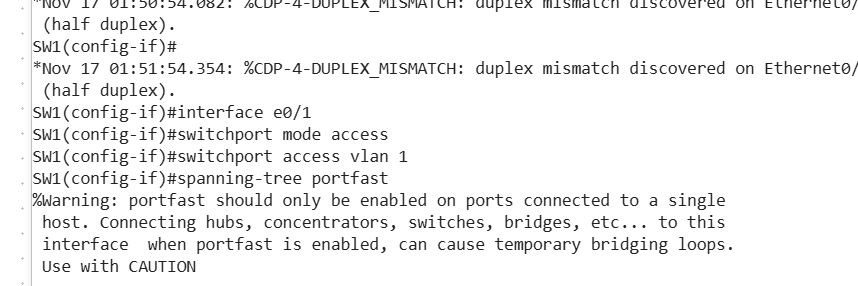 *Nov 17 01:50:54.082: %CDP-4-DUPLEX_MISMATCH: duplex mismatch discovered on Ethernet0/
(half duplex).
SW1(config-if)#
*Nov 17 01:51:54.354: %CDP-4-DUPLEX_MISMATCH: duplex mismatch discovered on Ethernet0/
(half duplex).
SW1(config-if)#interface e0/1
SW1(config-if)#switchport mode access
SW1(config-if)#switchport access vlan 1
SW1(config-if)#spanning-tree portfast
%Warning: portfast should only be enabled on ports connected to a single
host. Connecting hubs, concentrators, switches, bridges, etc... to this
interface  when portfast is enabled, can cause temporary bridging loops.
Use with CAUTION